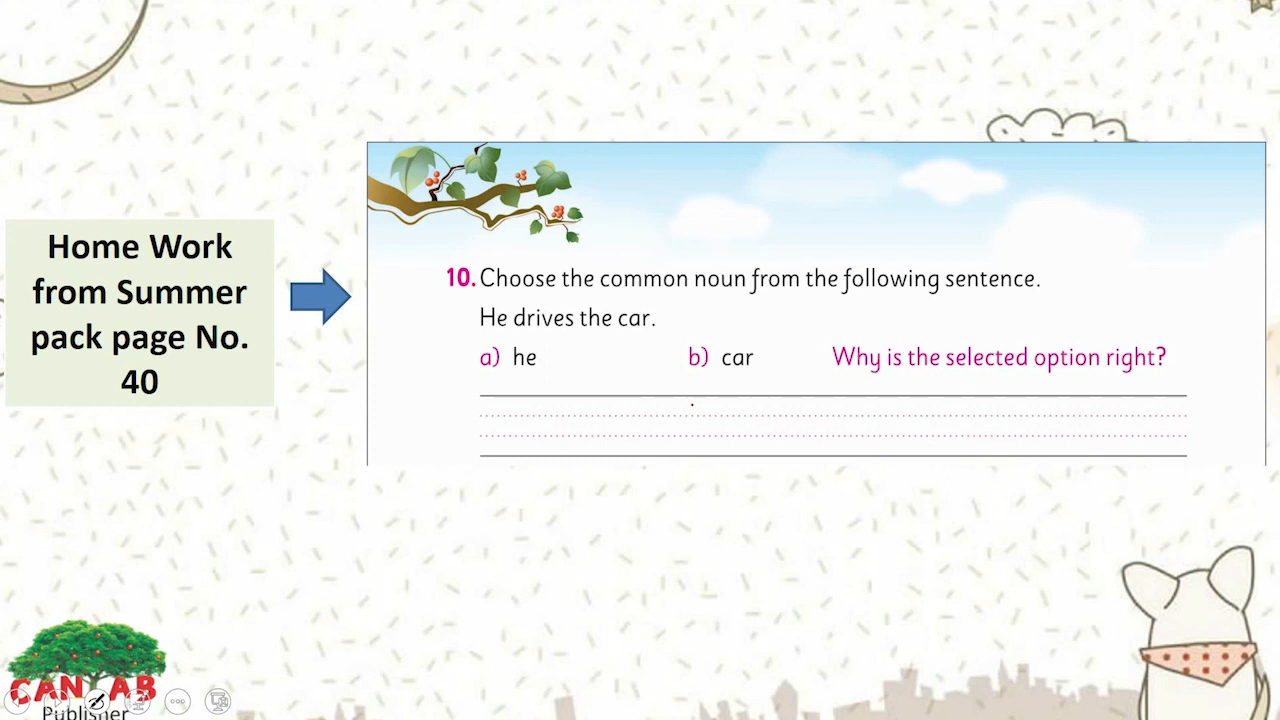 Home Work
from Summer
pack page No.
40
10. Choose the common noun from the following sentence.
He drives the car.
a) he b) car Why is the selected option right?
CANTAB
Publisher